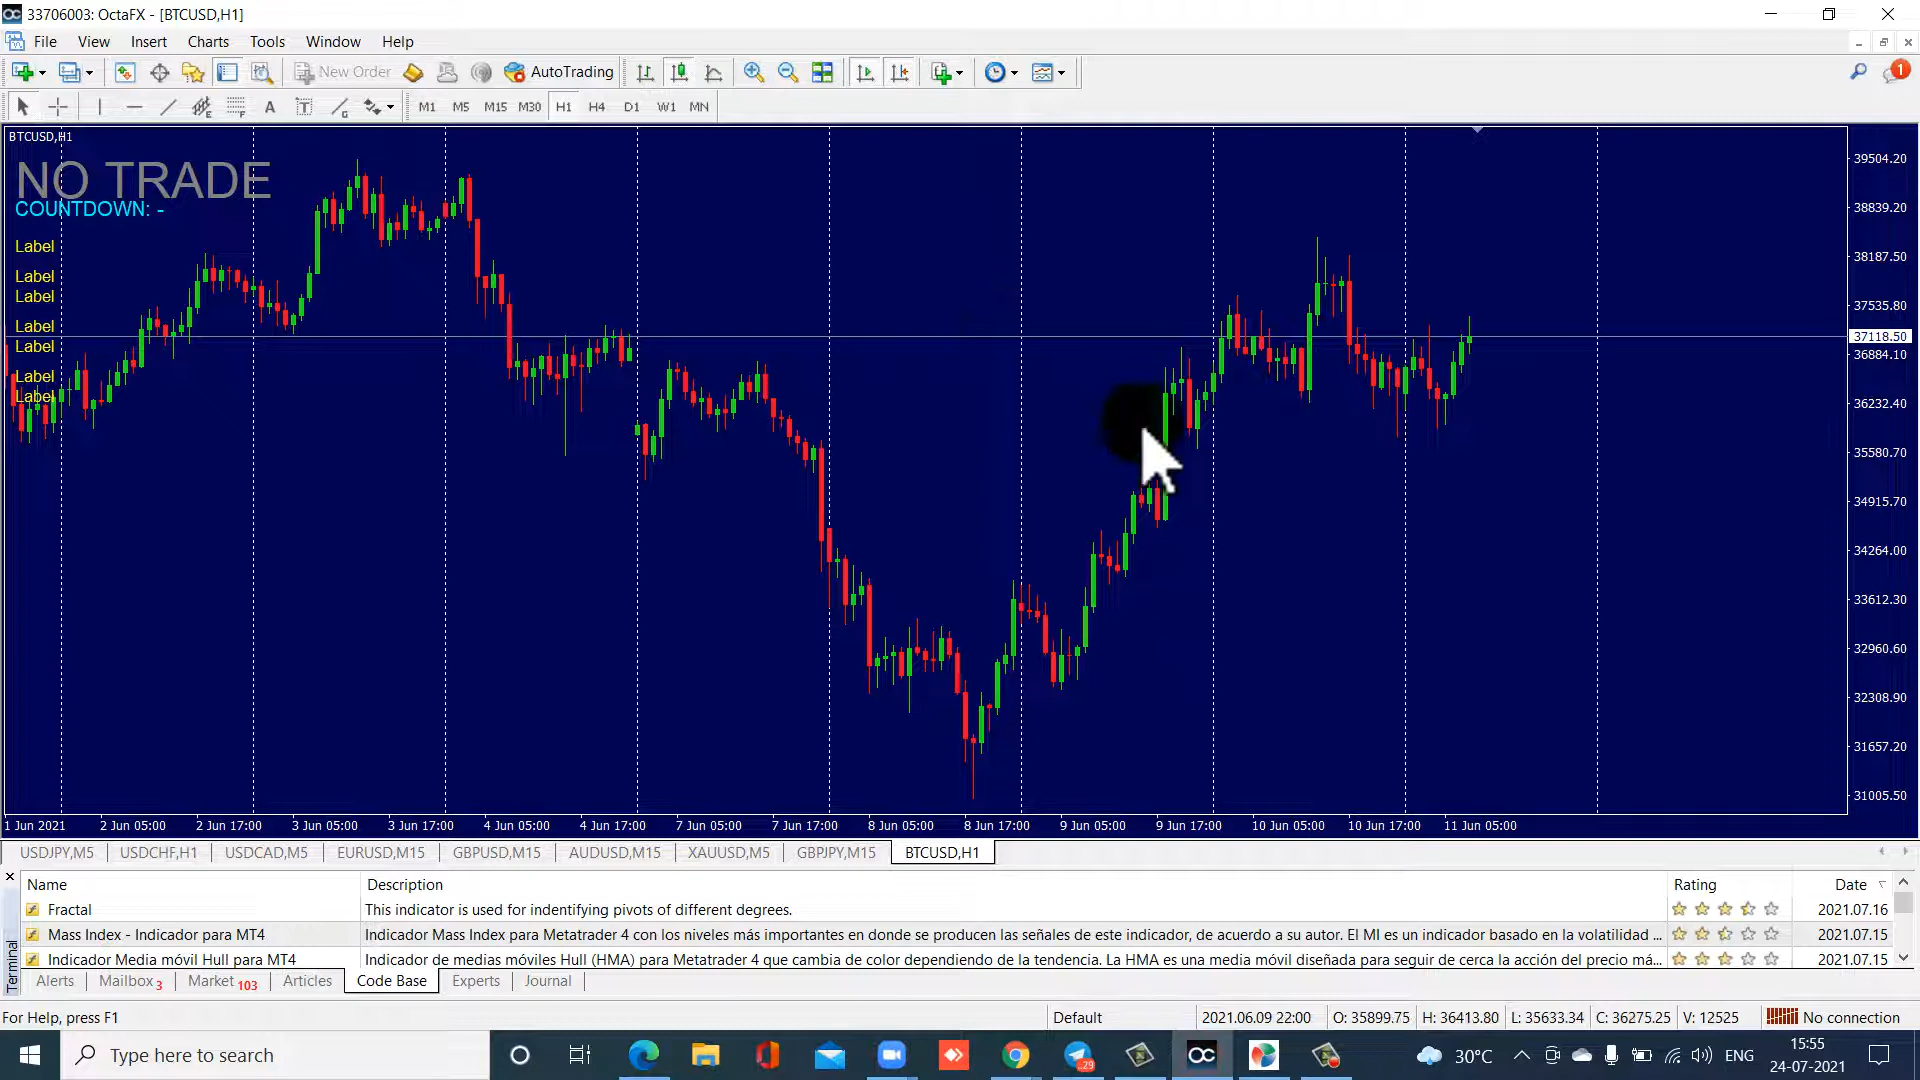 33706003: OctaFX - [BTCUSD,H1]
File View Insert Charts Tools Window Help
New Order AutoTrading
M1 M5 M15 M30 H1 H4 D1 W1 MN
BTCUSD,H1
NO TRADE
COUNTDOWN: -
Label
Label
Label
Label
Label
Label
Label
39504.20
38839.20
38187.50
37535.80
37118.50
36884.10
36232.40
35580.70
34915.70
34264.00
33612.30
32960.60
32308.90
31657.20
31005.50
1 Jun 2021 2 Jun 05:00 2 Jun 17:00 3 Jun 05:00 3 Jun 17:00 4 Jun 05:00 4 Jun 17:00 7 Jun 05:00 7 Jun 17:00 8 Jun 05:00 8 Jun 17:00 9 Jun 05:00 9 Jun 17:00 10 Jun 05:00 10 Jun 17:00 11 Jun 05:00
USDJPY,M5 USDCHF,H1 USDCAD,M5 EURUSD,M15 GBPUSD,M15 AUDUSD,M15 XAUUSD,M5 GBPJPY,M15 BTCUSD,H1
Name Description Rating Date
Fractal This indicator is used for indentifying pivots of different degrees. 2021.07.16
Mass Index - Indicador para MT4 Indicador Mass Index para Metatrader 4 con los niveles más importantes en donde se producen las señales de este indicador, de acuerdo a su autor. El MI es un indicador basado en la volatilidad ... 2021.07.15
Indicador Media móvil Hull para MT4 Indicador de medias móviles Hull (HMA) para Metatrader 4 que cambia de color dependiendo de la tendencia. La HMA es una media móvil diseñada para seguir de cerca la acción del precio má... 2021.07.15
Terminal
Alerts Mailbox 3 Market 103 Articles Code Base Experts Journal
For Help, press F1 Default 2021.06.09 22:00 O: 35899.75 H: 36413.80 L: 35633.34 C: 36275.25 V: 12525 No connection
Type here to search 29 30°C ENG 15:55
24-07-2021